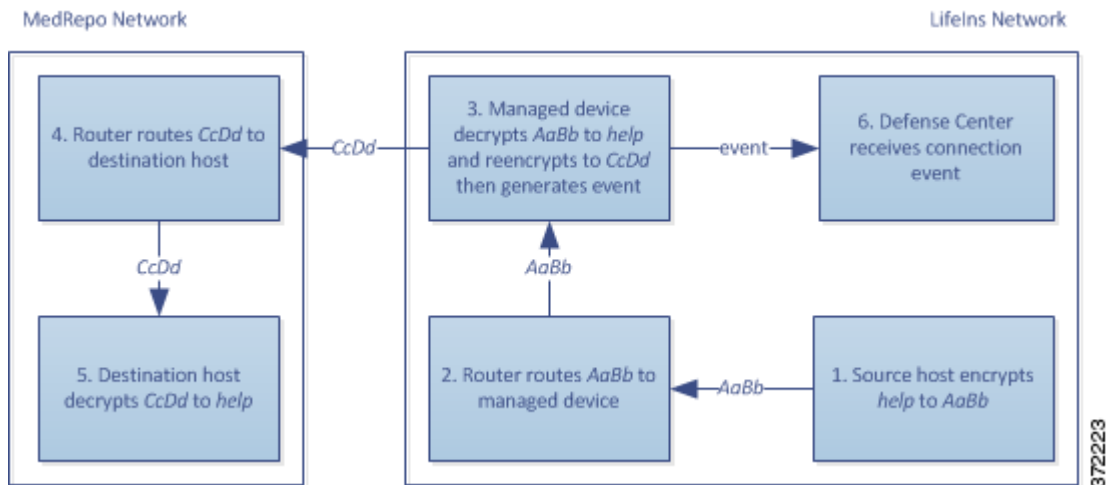 MedRepo Network
LifeIns Network
4. Router routes CcDd to
destination host
CcDd
3. Managed device
decrypts AaBb to help
and reencrypts to CcDd
then generates event
event
6. Defense Center
receives connection
event
CcDd
AaBb
5. Destination host
decrypts CcDd to help
2. Router routes AaBb to
managed device
AaBb
1. Source host encrypts
help to AaBb
372223